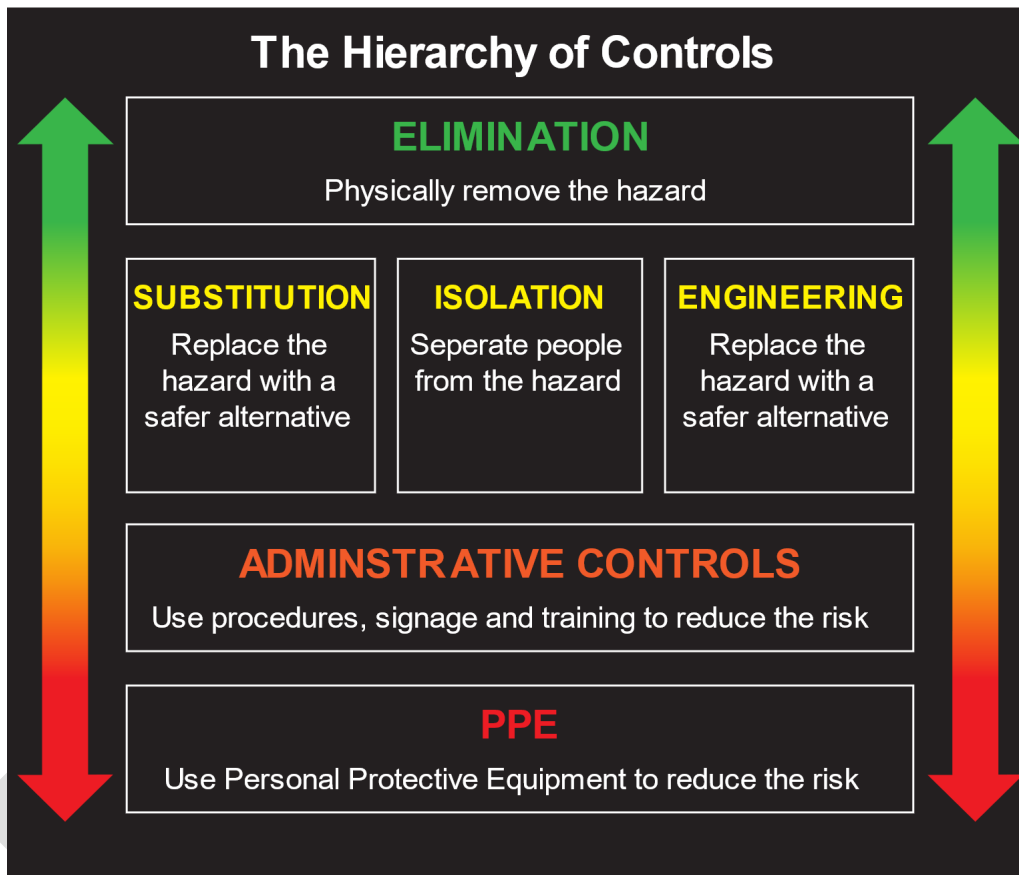 The Hierarchy of Controls
ELIMINATION
Physically remove the hazard
SUBSTITUTION
Replace the
hazard with a
safer alternative
ISOLATION
Seperate people
from the hazard
ENGINEERING
Replace the
hazard with a
safer alternative
ADMINSTRATIVE CONTROLS
Use procedures, signage and training to reduce the risk
PPE
Use Personal Protective Equipment to reduce the risk